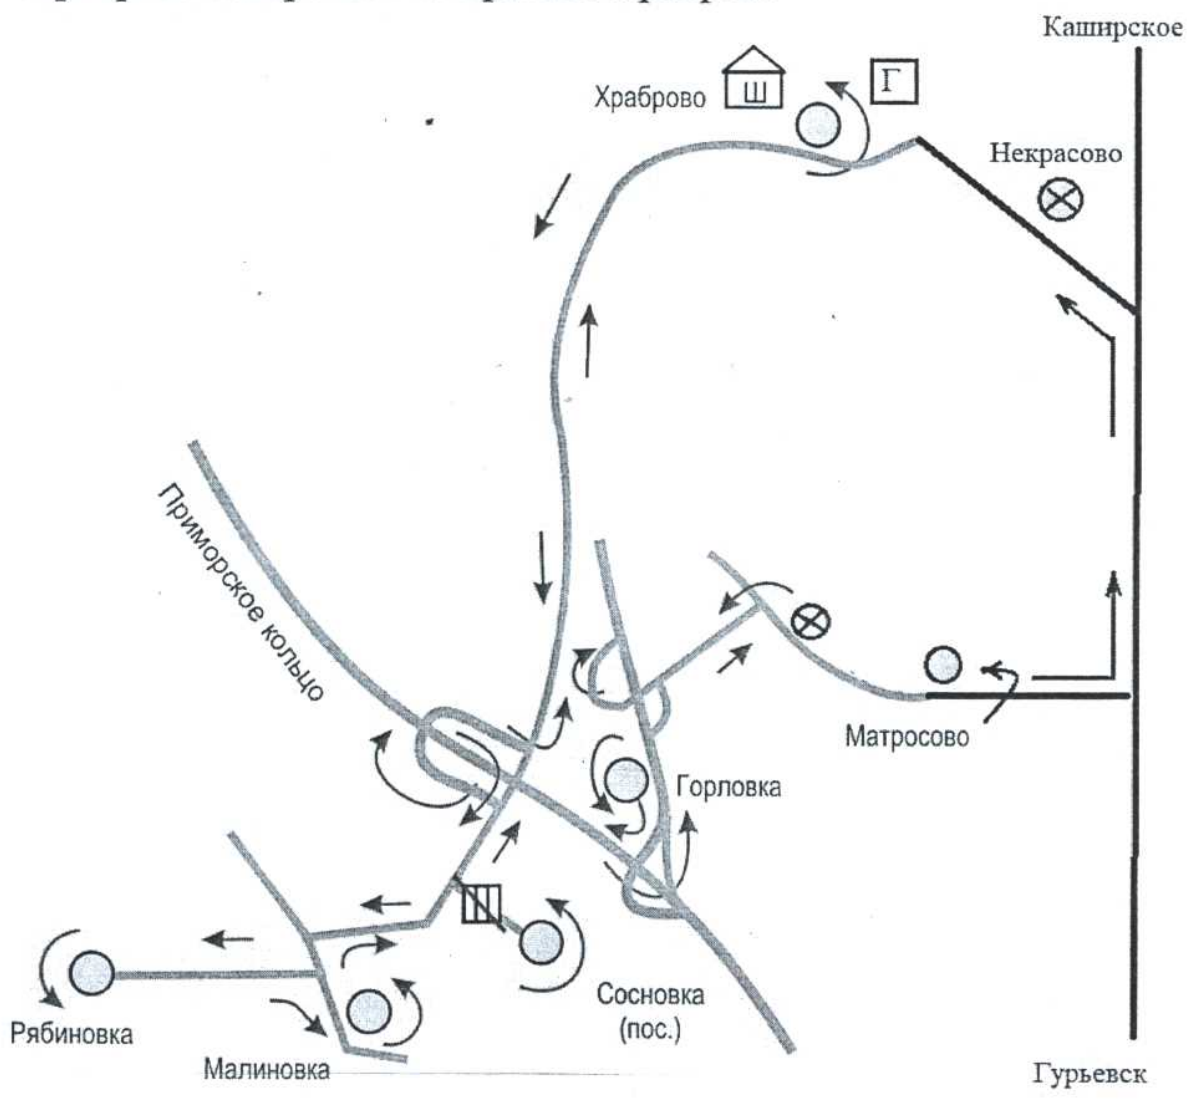 Каширское
Храброво
Ш
Г
Некрасово
Приморское кольцо
Матросово
Горловка
Сосновка
(пос.)
Рябиновка
Малиновка
Гурьевск